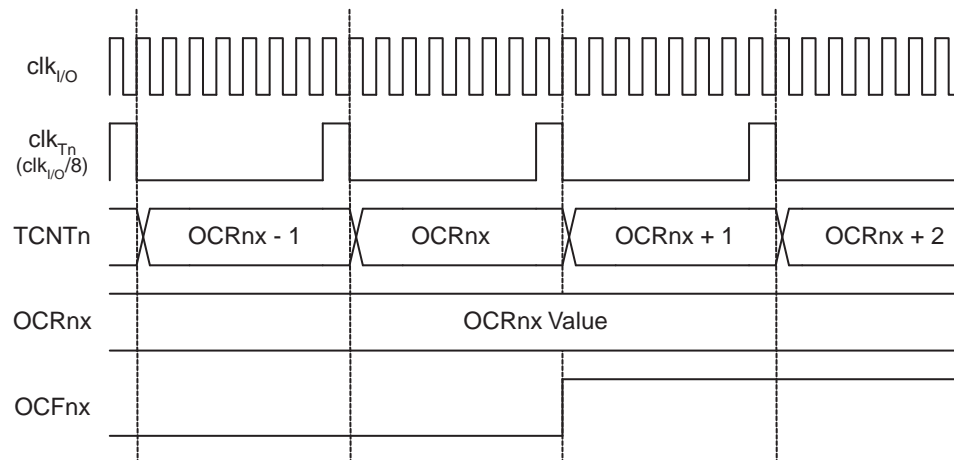 clkI/O
clkTn
(clkI/O/8)
TCNTn OCRnx - 1 OCRnx OCRnx + 1 OCRnx + 2
OCRnx OCRnx Value
OCFnx